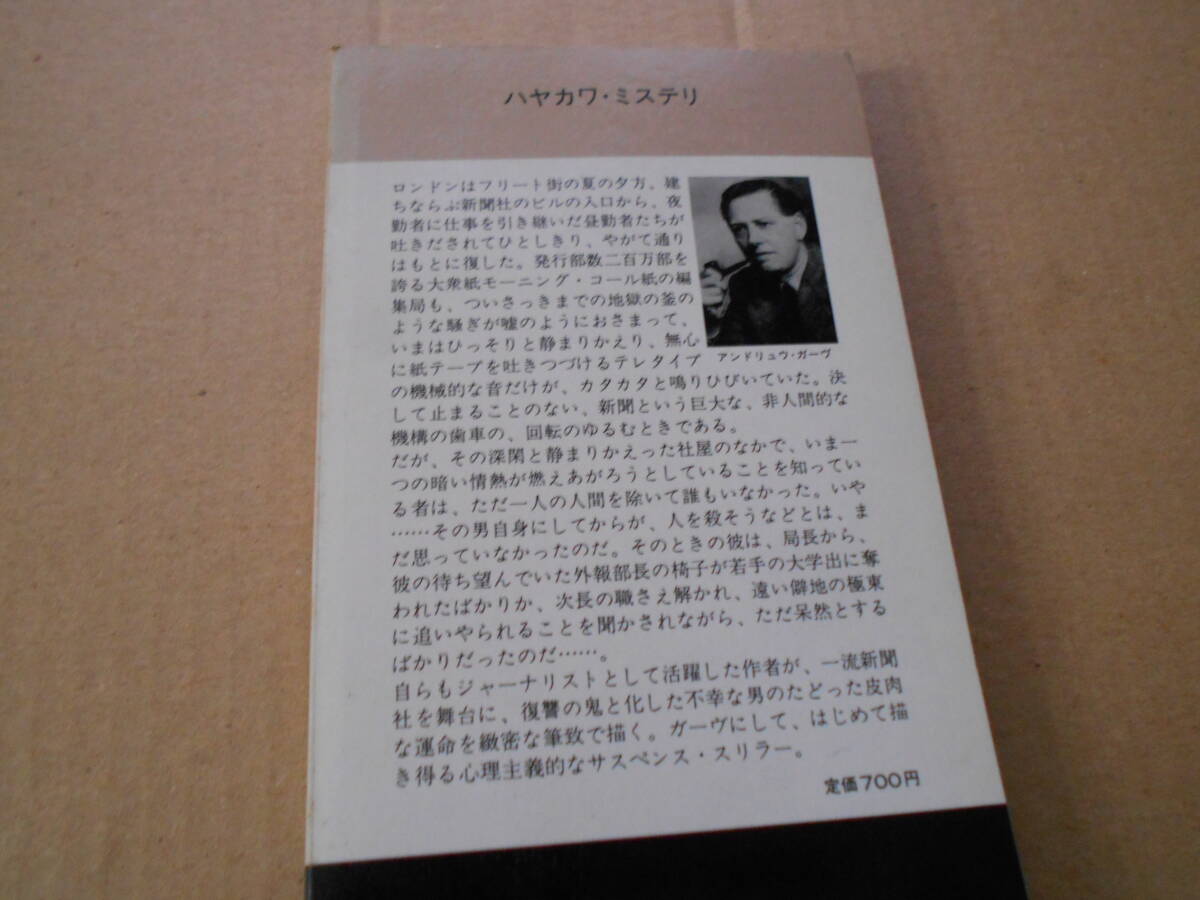 ハヤカワ・ミステリ
ロンドンはフリート街の夏の夕方。建
ちならぶ新聞社のビルの入口から、夜
勤者に仕事を引き継いだ昼勤者たちが
吐きだされてひとしきり、やがて通り
はもとに復した。発行部数二百万部を
誇る大衆紙モーニング・コール紙の編
集局も、ついさっきまでの地獄の釜の
ような騒ぎが嘘のようにおさまって、
いまはひっそりと静まりかえり、無心
に紙テープを吐きつづけるテレタイプ
の機械的な音だけが、カタカタと鳴りひびいていた。決
して止まることのない、新聞という巨大な、非人間的な
機構の歯車の、回転のゆるむときである。
だが、その深閑と静まりかえった社屋のなかで、いま一
つの暗い情熱が燃えあがろうとしていることを知ってい
る者は、ただ一人の人間を除いて誰もいなかった。いや
……その男自身にしてからが、人を殺そうなどとは、ま
だ思っていなかったのだ。そのときの彼は、局長から、
彼の待ち望んでいた外報部長の椅子が若手の大学出に奪
われたばかりか、次長の職さえ解かれ、遠い僻地の極東
に追いやられることを聞かされながら、ただ呆然とする
ばかりだったのだ……。
自らもジャーナリストとして活躍した作者が、一流新聞
社を舞台に、復讐の鬼と化した不幸な男のたどった皮肉
な運命を緻密な筆致で描く。ガーヴにして、はじめて描
き得る心理主義的なサスペンス・スリラー。
アンドリュウ・ガーヴ
定価700円